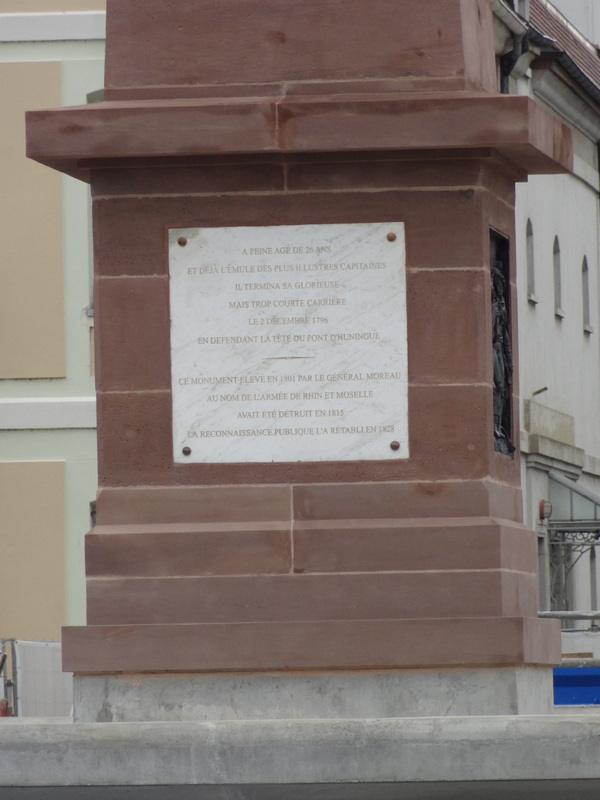 A PEINE AGÉ DE 26 ANS
ET DÉJÀ L'ÉMULE DES PLUS ILLUSTRES CAPITAINES
IL TERMINA SA GLORIEUSE
MAIS TROP COURTE CARRIÈRE
LE 2 DÉCEMBRE 1796
EN DÉFENDANT LA TÊTE DU PONT D'HUNINGUE
CE MONUMENT ÉLEVÉ EN 1801 PAR LE GÉNÉRAL MOREAU
AU NOM DE L'ARMÉE DE RHIN ET MOSELLE
AVAIT ÉTÉ DÉTRUIT EN 1815
LA RECONNAISSANCE PUBLIQUE L'A RÉTABLI EN 1828